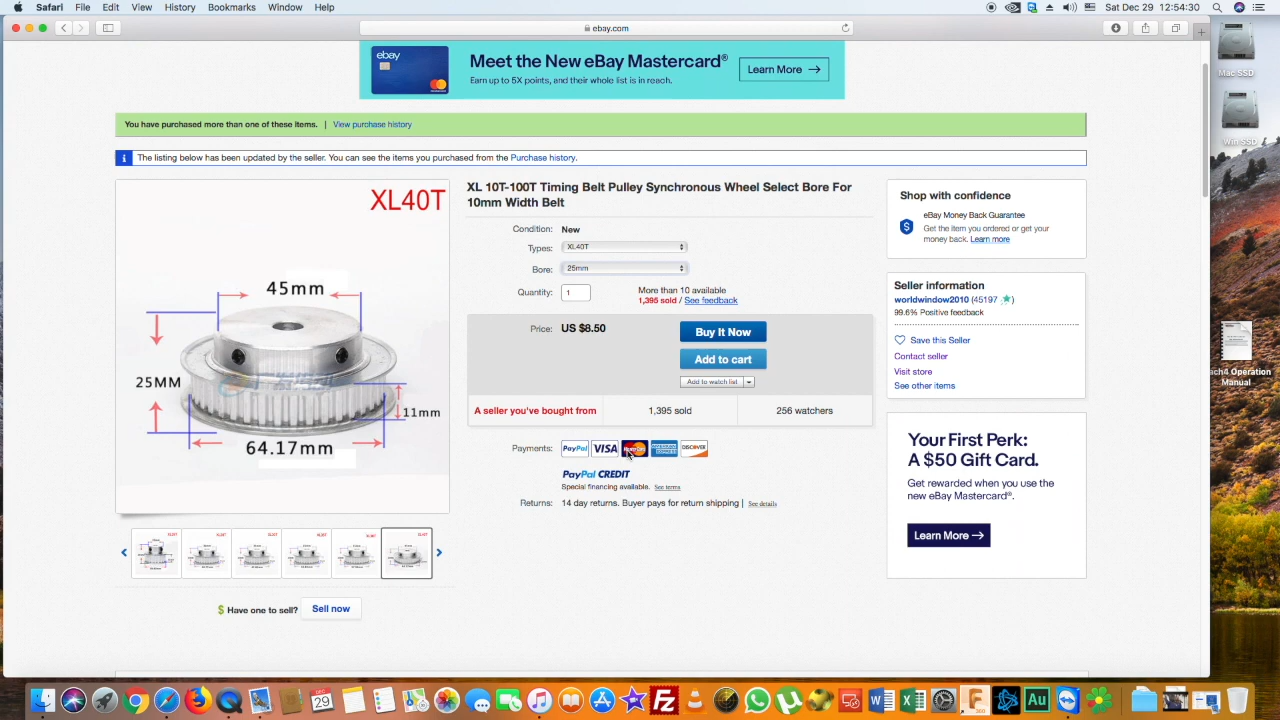 Safari File Edit View History Bookmarks Window Help
Sat Dec 29 12:54:30
ebay.com
Mac SSD
Win SSD
ach4 Operation
Manual
ebay
Meet the New eBay Mastercard®
Earn up to 5X points, and their whole list is in reach.
Learn More →
You have purchased more than one of these items. | View purchase history
i The listing below has been updated by the seller. You can see the items you purchased from the Purchase history.
XL40T
45mm
25MM
11mm
64.17mm
$ Have one to sell? Sell now
XL 10T-100T Timing Belt Pulley Synchronous Wheel Select Bore For
10mm Width Belt
Condition: New
Types: XL40T
Bore: 25mm
Quantity: 1
More than 10 available
1,395 sold / See feedback
Price: US $8.50
Buy It Now
Add to cart
Add to watch list
A seller you've bought from
1,395 sold
256 watchers
Payments: PayPal VISA MasterCard AMERICAN EXPRESS DISCOVER
PayPal CREDIT
Special financing available. See terms
Returns: 14 day returns. Buyer pays for return shipping | See details
Shop with confidence
eBay Money Back Guarantee
Get the item you ordered or get your
money back. Learn more
Seller information
worldwindow2010 (45197 )
99.6% Positive feedback
Save this Seller
Contact seller
Visit store
See other items
Your First Perk:
A $50 Gift Card.
Get rewarded when you use the
new eBay Mastercard®.
Learn More →
DEC
29
Fz
W
X
F
360
Au